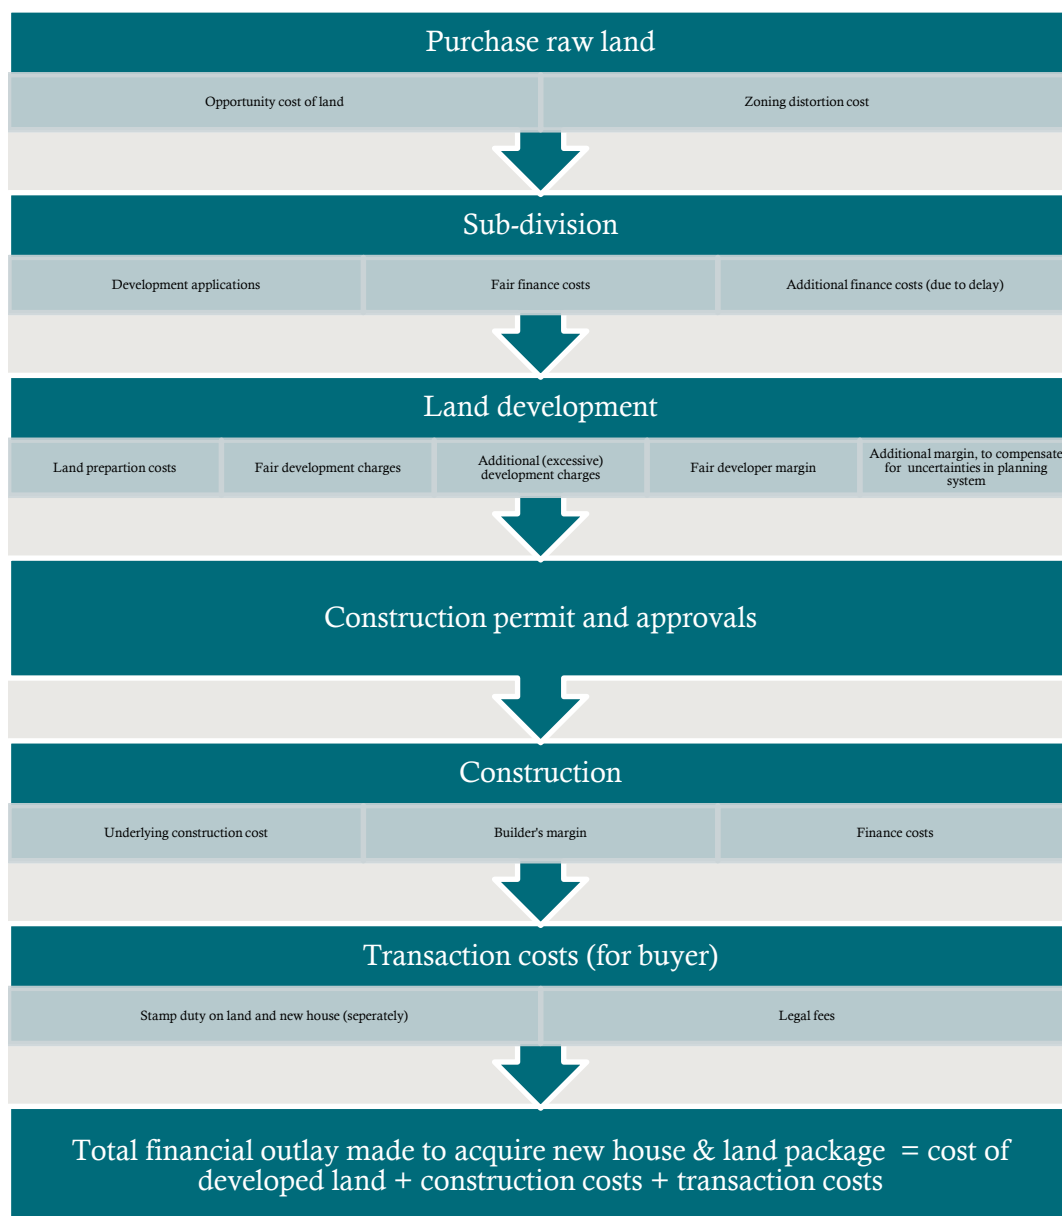 Purchase raw land
Opportunity cost of land
Zoning distortion cost
Sub-division
Development applications
Fair finance costs
Additional finance costs (due to delay)
Land development
Land prepartion costs
Fair development charges
Additional (excessive)
development charges
Fair developer margin
Additional margin, to compensate
for uncertainties in planning
system
Construction permit and approvals
Construction
Underlying construction cost
Builder's margin
Finance costs
Transaction costs (for buyer)
Stamp duty on land and new house (seperately)
Legal fees
Total financial outlay made to acquire new house & land package = cost of
developed land + construction costs + transaction costs